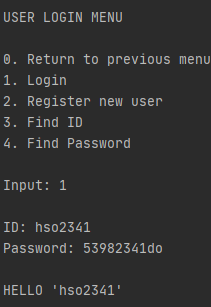 USER LOGIN MENU
0. Return to previous menu
1. Login
2. Register new user
3. Find ID
4. Find Password
Input: 1
ID: hso2341
Password: 53982341do
HELLO 'hso2341'